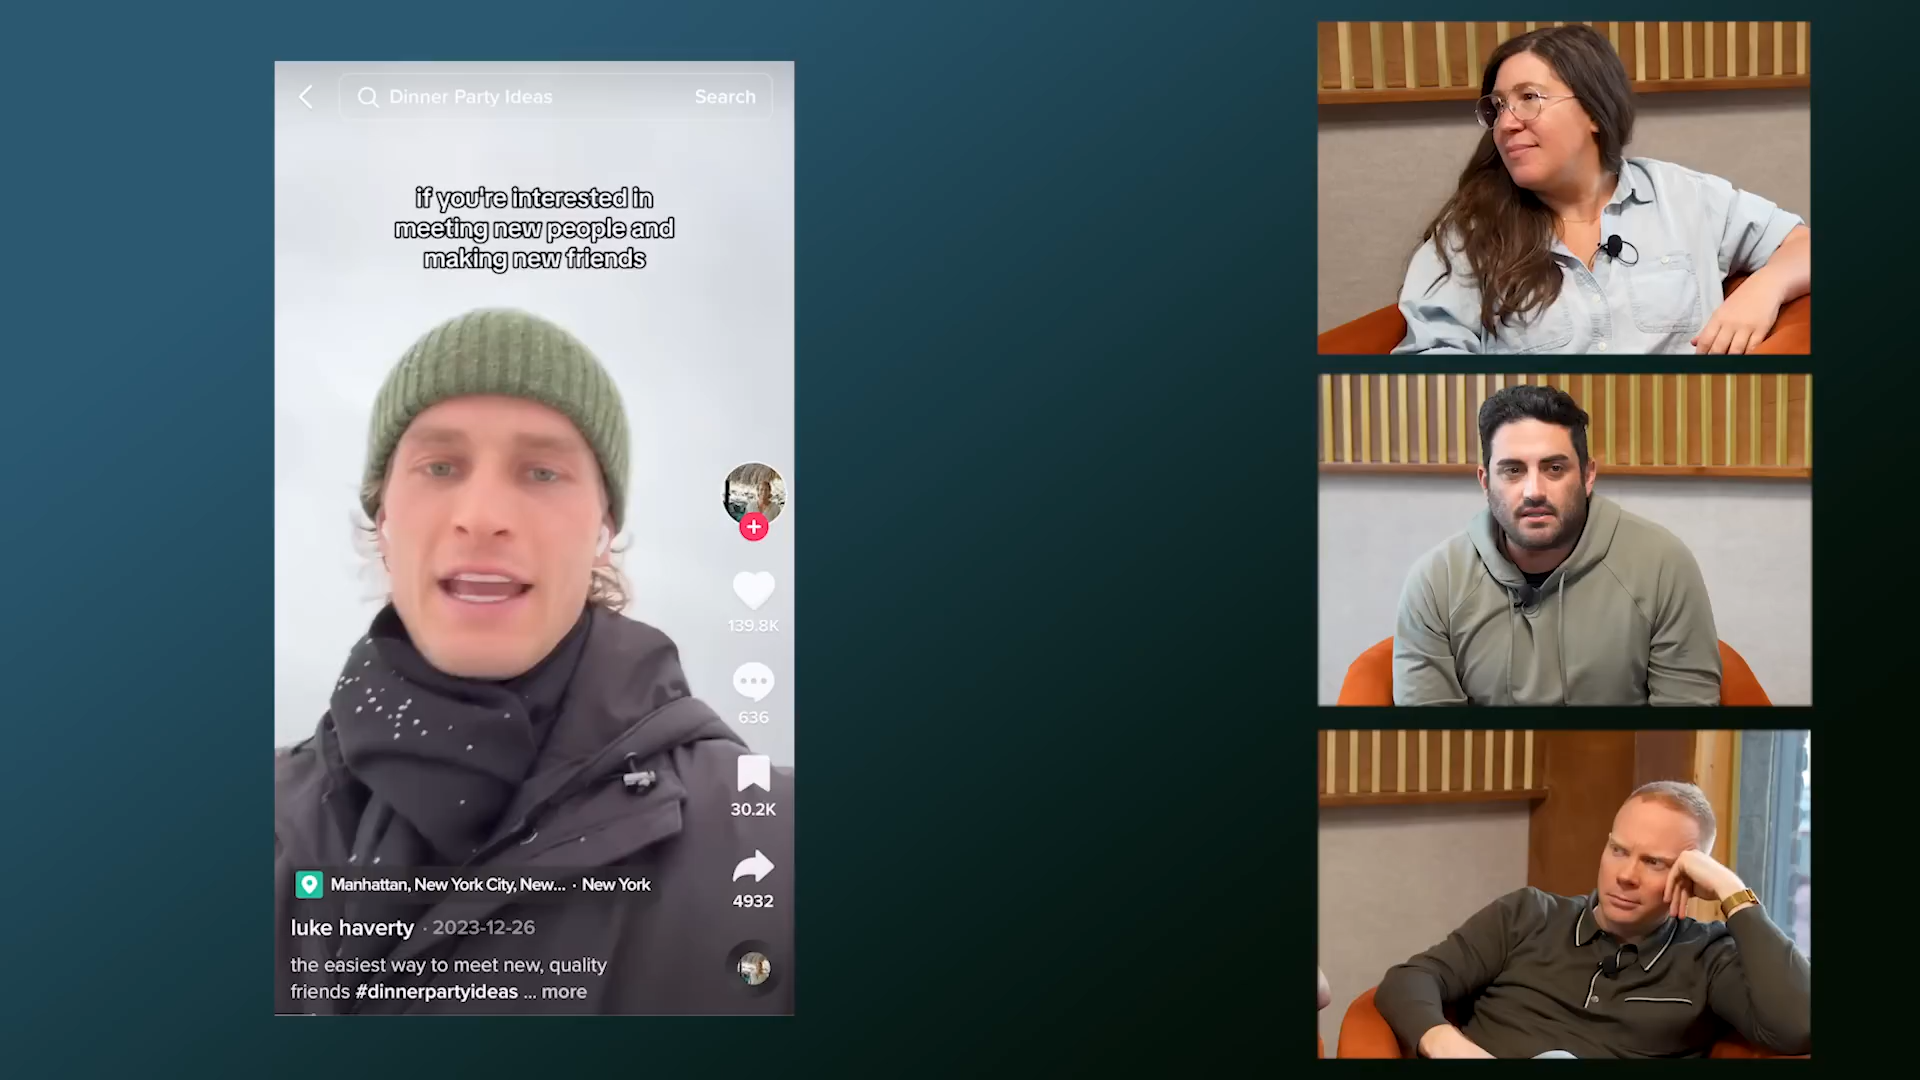 Dinner Party Ideas Search
if you're interested in
meeting new people and
making new friends
139.8K
636
30.2K
4932
Manhattan, New York City, New... · New York
luke haverty · 2023-12-26
the easiest way to meet new, quality
friends #dinnerpartyideas ... more